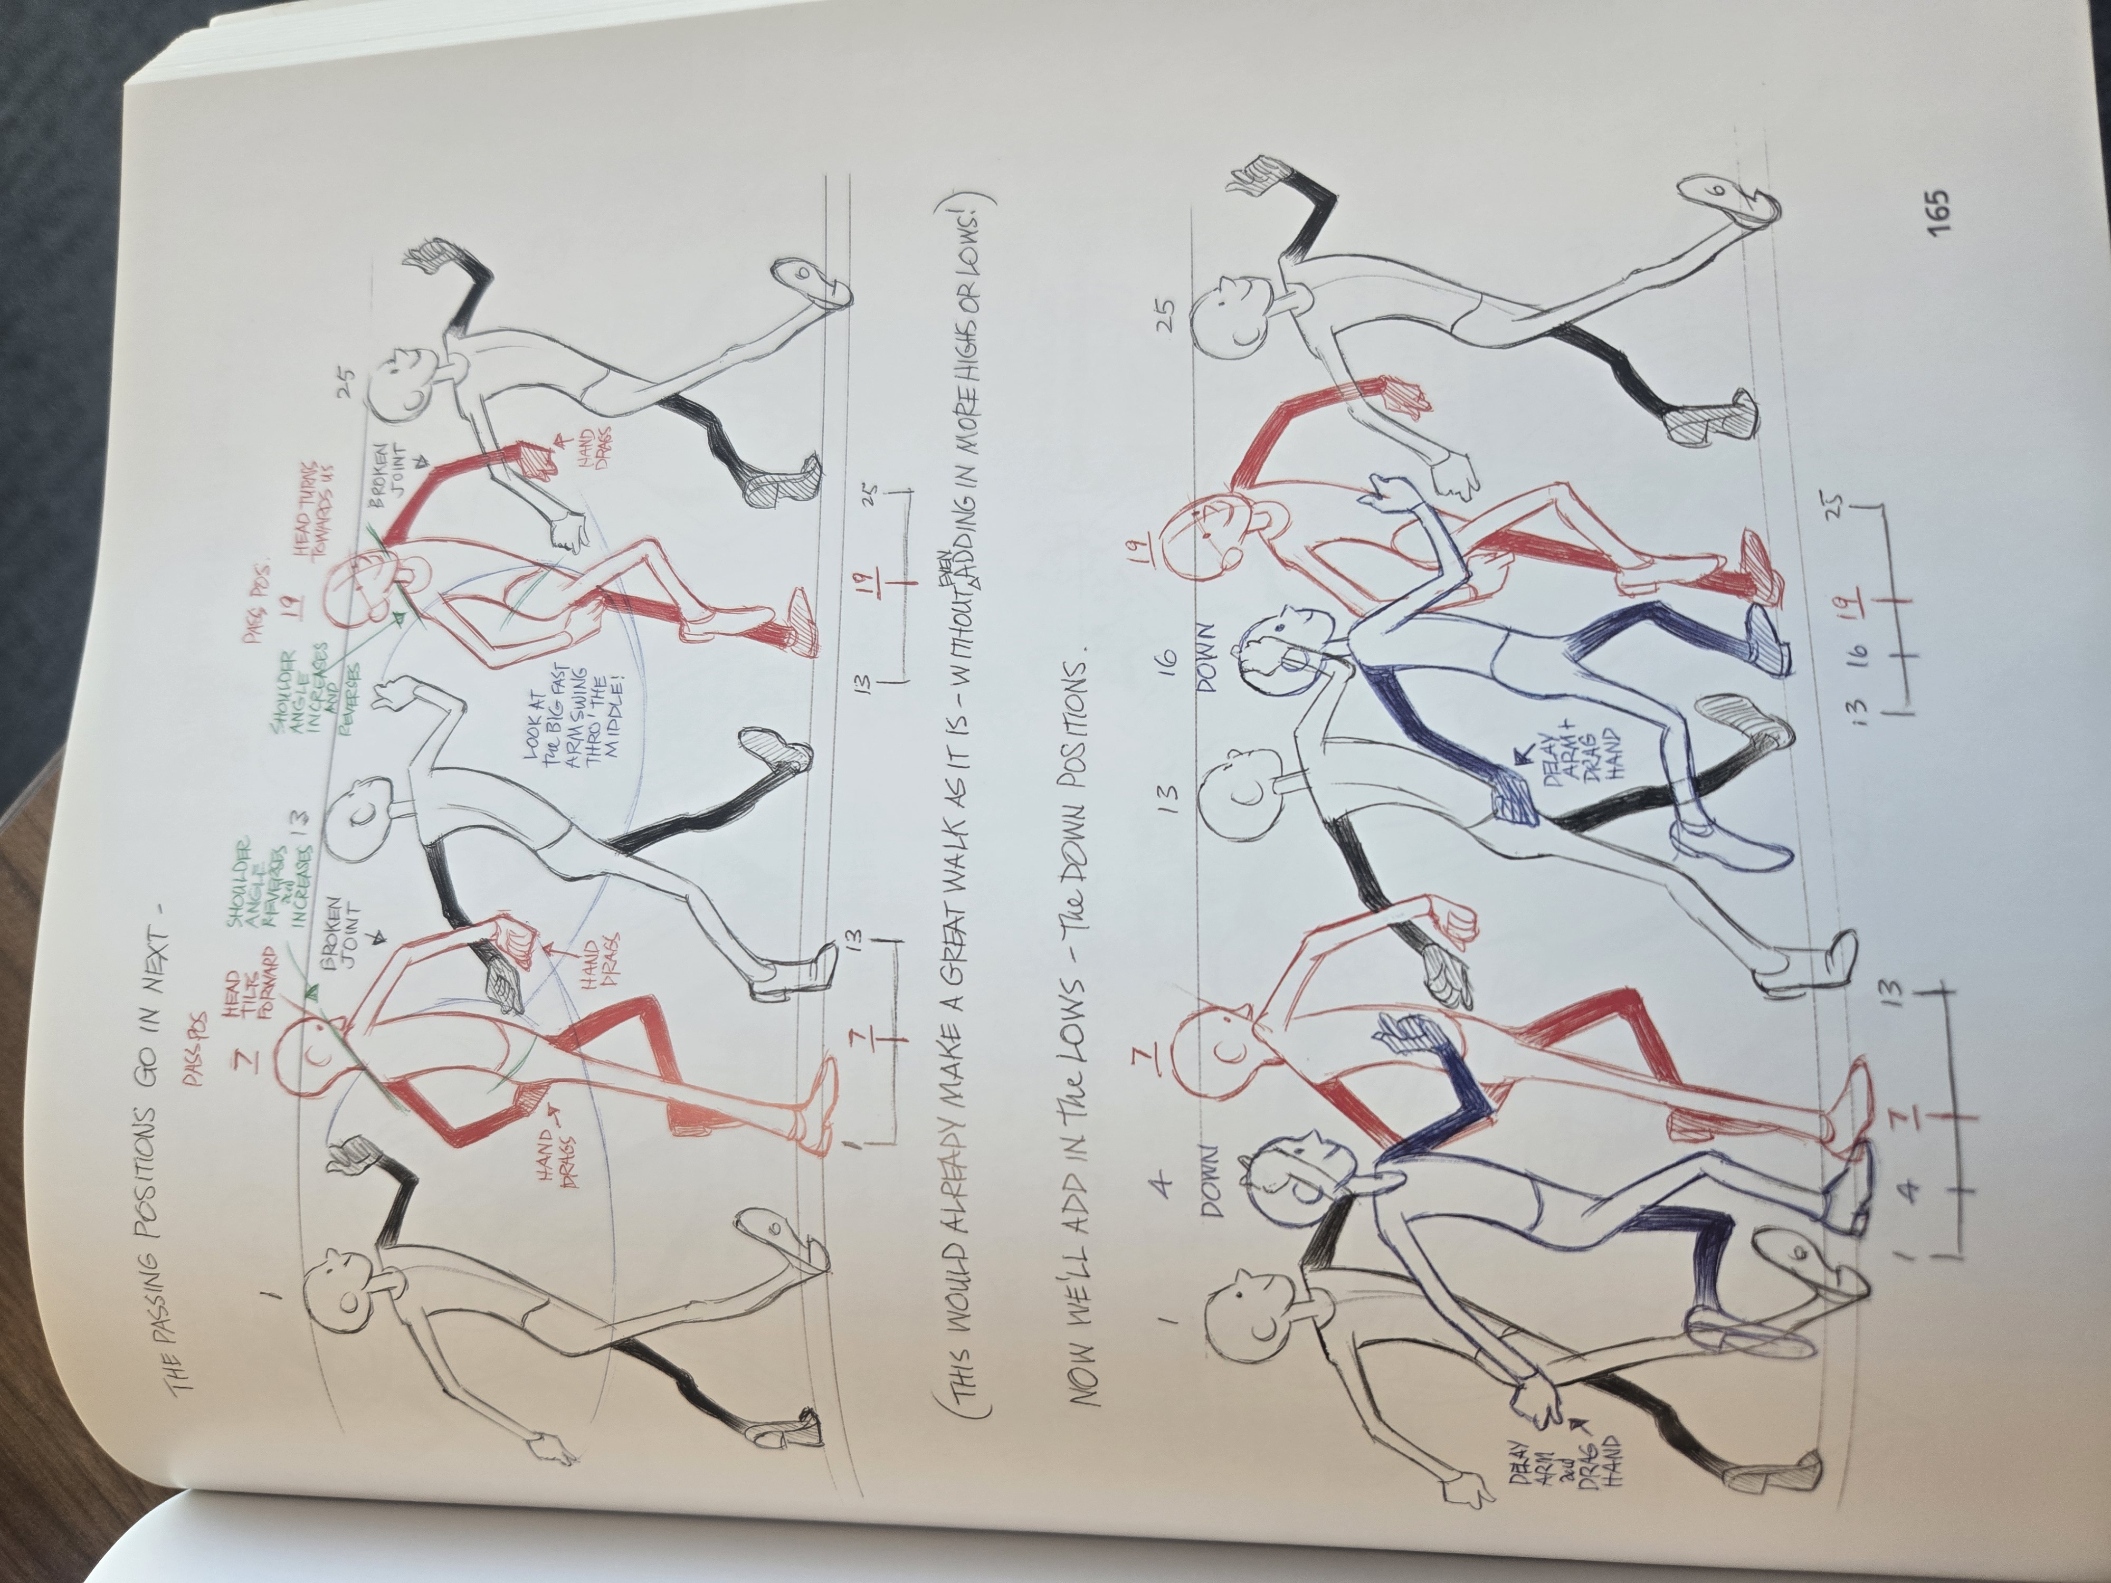 THE PASSING POSITIONS GO IN NEXT -
PASS POS
7
HEAD
TILTS
FORWARD
SHOULDER
ANGLE
REVERSES
and
INCREASES
1
13
BROKEN
JOINT
PASS POS.
19
SHOULDER
ANGLE
INCREASES
AND
REVERSES
HEAD TURNS
TOWARDS US
25
BROKEN
JOINT
HAND
DRAGS
HAND
DRAGS
LOOK AT
the BIG FAST
ARM SWING
THRO' THE
MIDDLE!
HAND
DRAGS
6
6
1 7 13
13 19 25
(THIS WOULD ALREADY MAKE A GREAT WALK AS IT IS - WITHOUT EVEN ADDING IN MORE HIGHS OR LOWS!)
NOW WE'LL ADD IN The LOWS - The DOWN POSITIONS.
1
4
DOWN
7
13
16
DOWN
19
25
DELAY
ARM
and
DRAG
HAND
DELAY
ARM +
DRAG
HAND
6
6
1 4 7 13
13 16 19 25
165